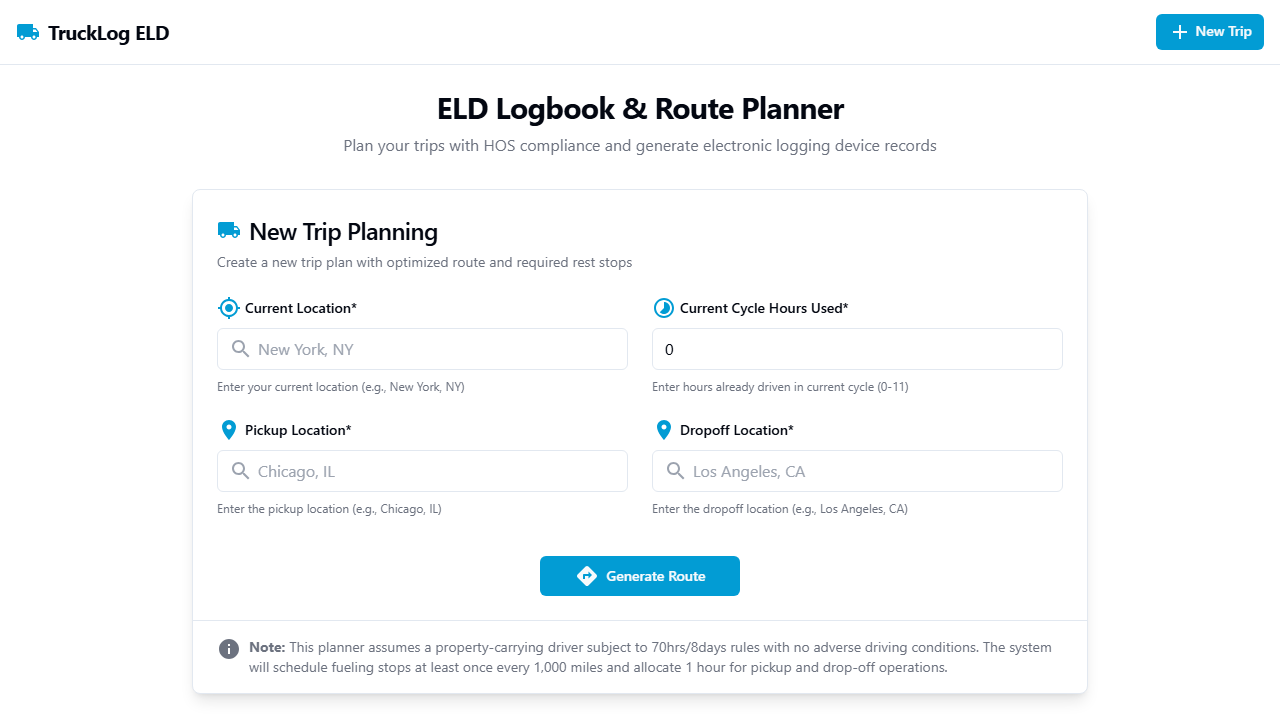 TruckLog ELD
New Trip
ELD Logbook & Route Planner
Plan your trips with HOS compliance and generate electronic logging device records
New Trip Planning
Create a new trip plan with optimized route and required rest stops
Current Location*
New York, NY
Enter your current location (e.g., New York, NY)
Current Cycle Hours Used*
0
Enter hours already driven in current cycle (0-11)
Pickup Location*
Chicago, IL
Enter the pickup location (e.g., Chicago, IL)
Dropoff Location*
Los Angeles, CA
Enter the dropoff location (e.g., Los Angeles, CA)
Generate Route
Note: This planner assumes a property-carrying driver subject to 70hrs/8days rules with no adverse driving conditions. The system
will schedule fueling stops at least once every 1,000 miles and allocate 1 hour for pickup and drop-off operations.